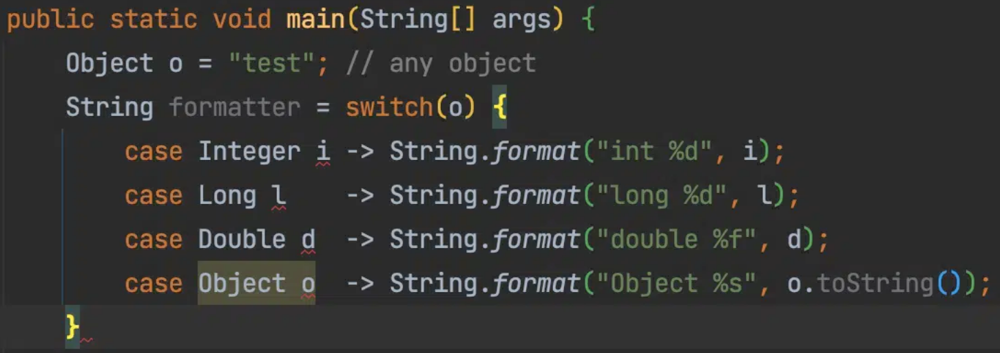 public static void main(String[] args) {
    Object o = "test"; // any object
    String formatter = switch(o) {
        case Integer i -> String.format("int %d", i);
        case Long l    -> String.format("long %d", l);
        case Double d  -> String.format("double %f", d);
        case Object o  -> String.format("Object %s", o.toString());
    }